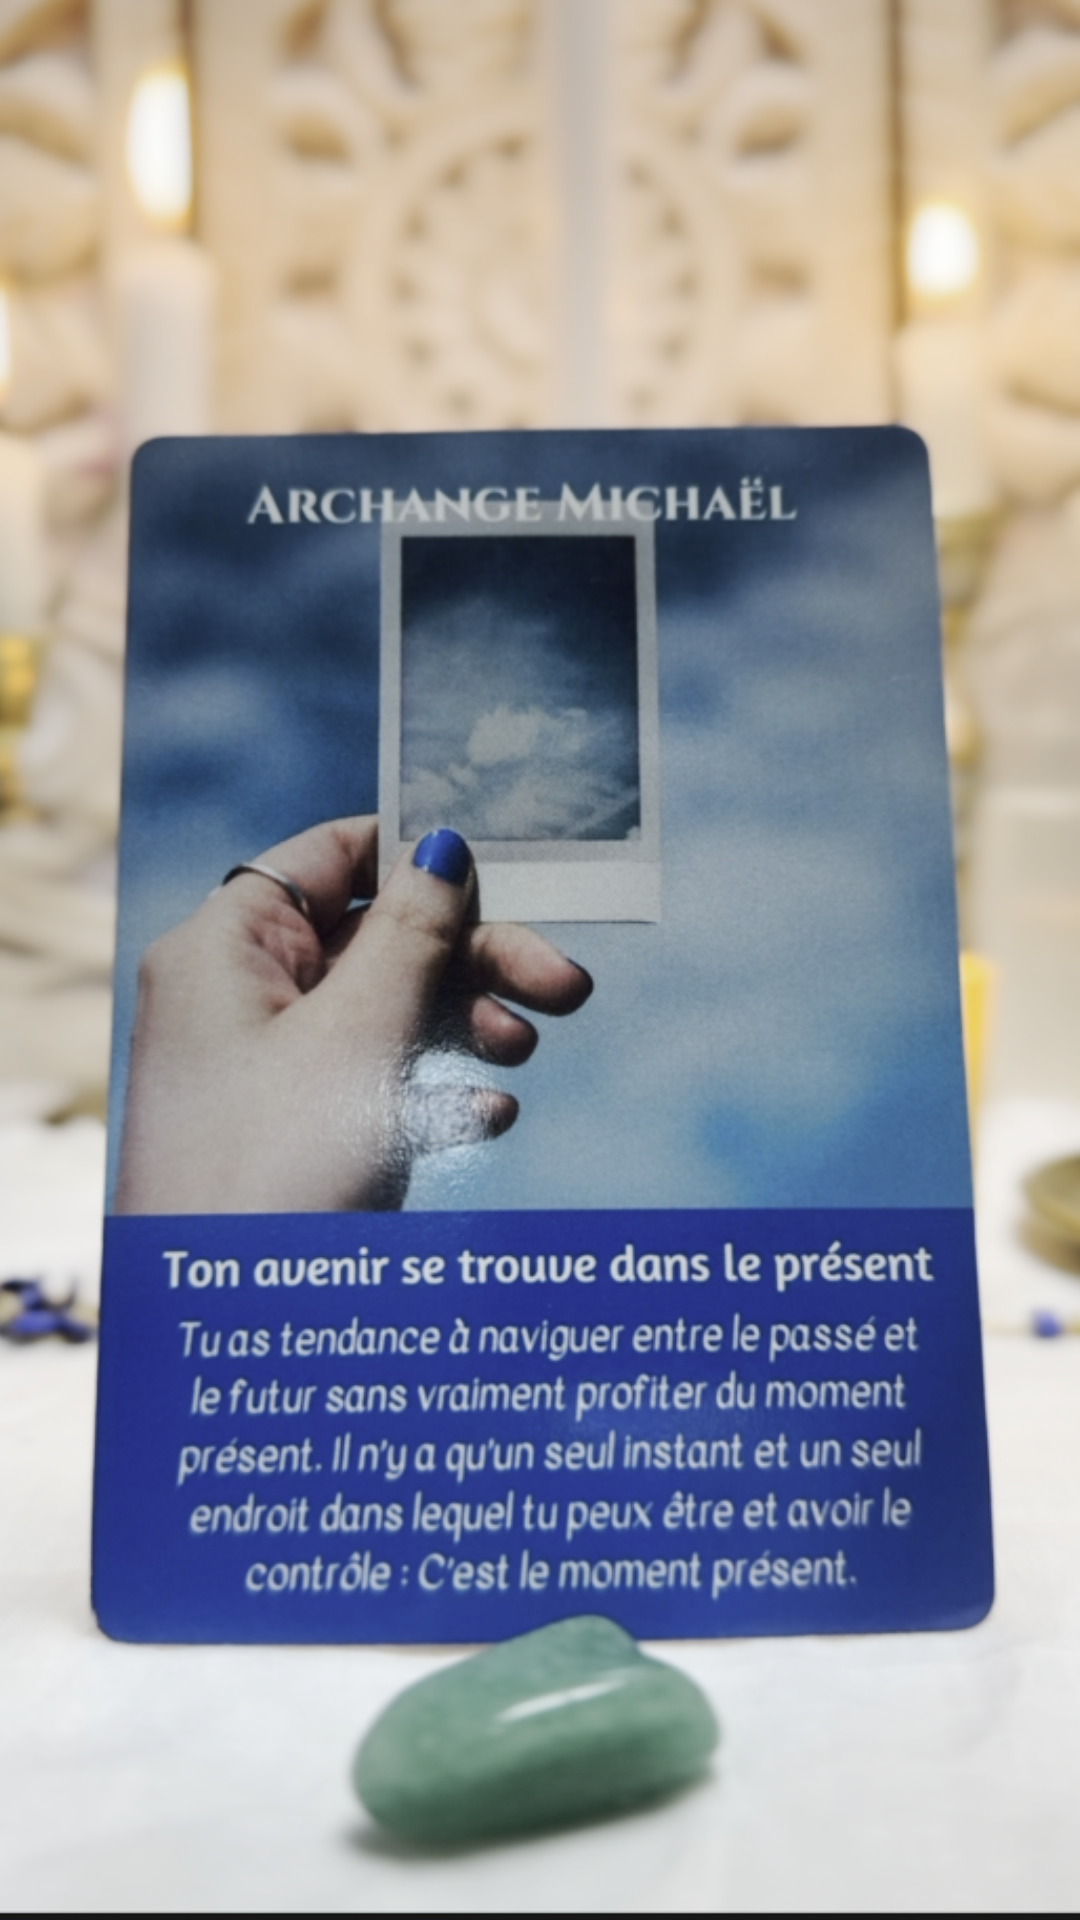 Archange Michaël
Ton avenir se trouve dans le présent
Tu as tendance à naviguer entre le passé et
le futur sans vraiment profiter du moment
présent. Il n'y a qu'un seul instant et un seul
endroit dans lequel tu peux être et avoir le
contrôle : C'est le moment présent.